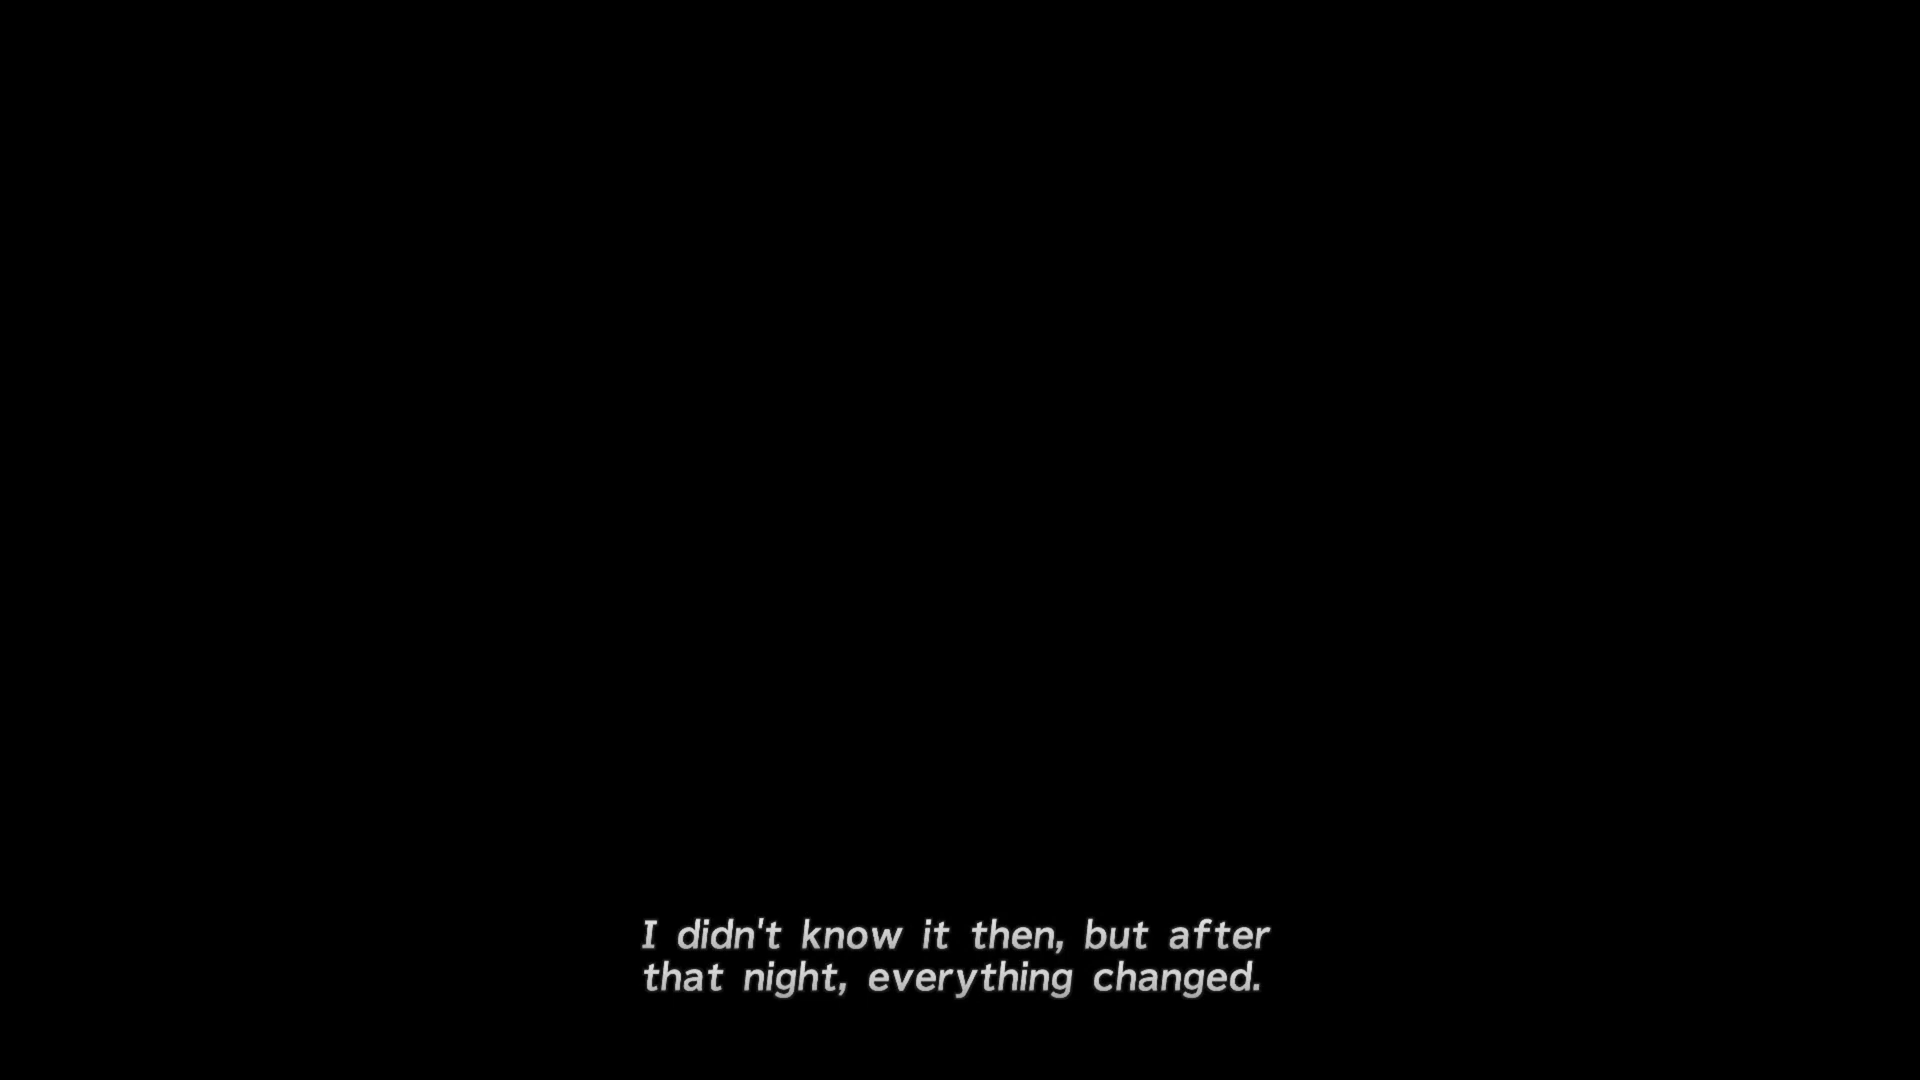 I didn't know it then, but after
that night, everything changed.